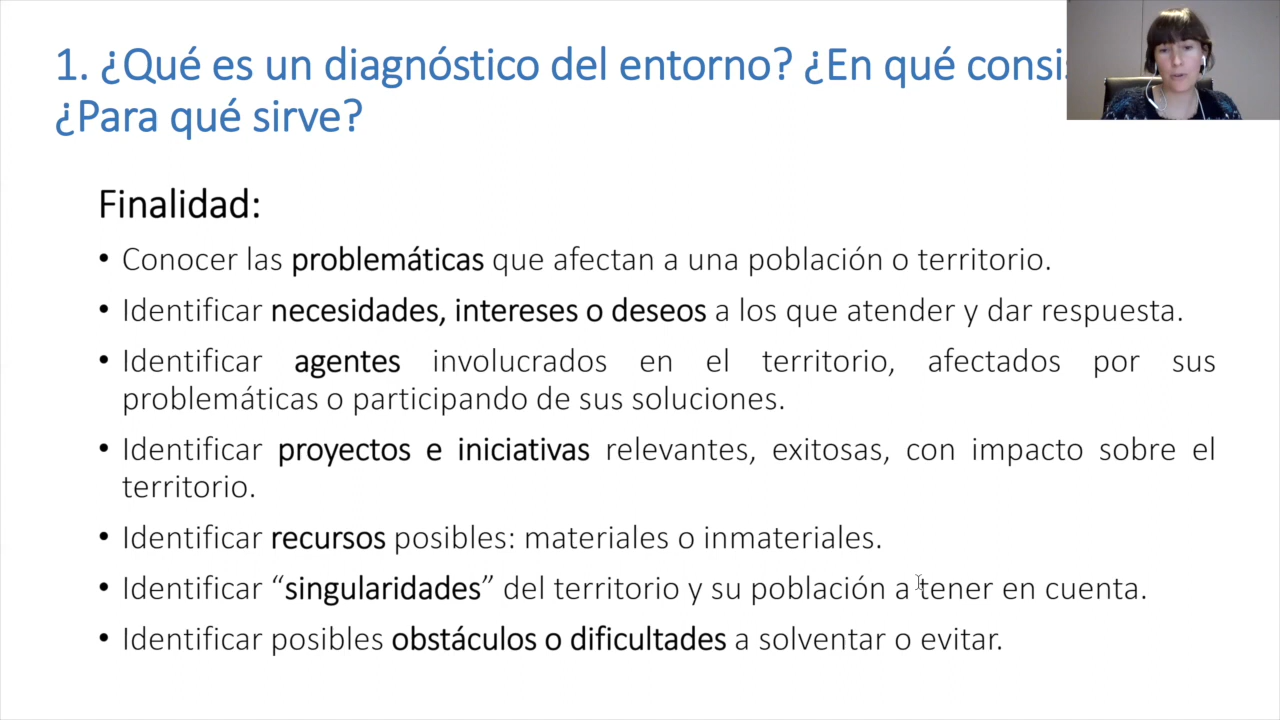 1. ¿Qué es un diagnóstico del entorno? ¿En qué
¿Para qué sirve?
Finalidad:
• Conocer las problemáticas que afectan a una población o territorio.
• Identificar necesidades, intereses o deseos a los que atender y dar respuesta.
• Identificar agentes involucrados en el territorio, afectados por sus
problemáticas o participando de sus soluciones.
• Identificar proyectos e iniciativas relevantes, exitosas, con impacto sobre el
territorio.
• Identificar recursos posibles: materiales o inmateriales.
• Identificar “singularidades” del territorio y su población a tener en cuenta.
• Identificar posibles obstáculos o dificultades a solventar o evitar.